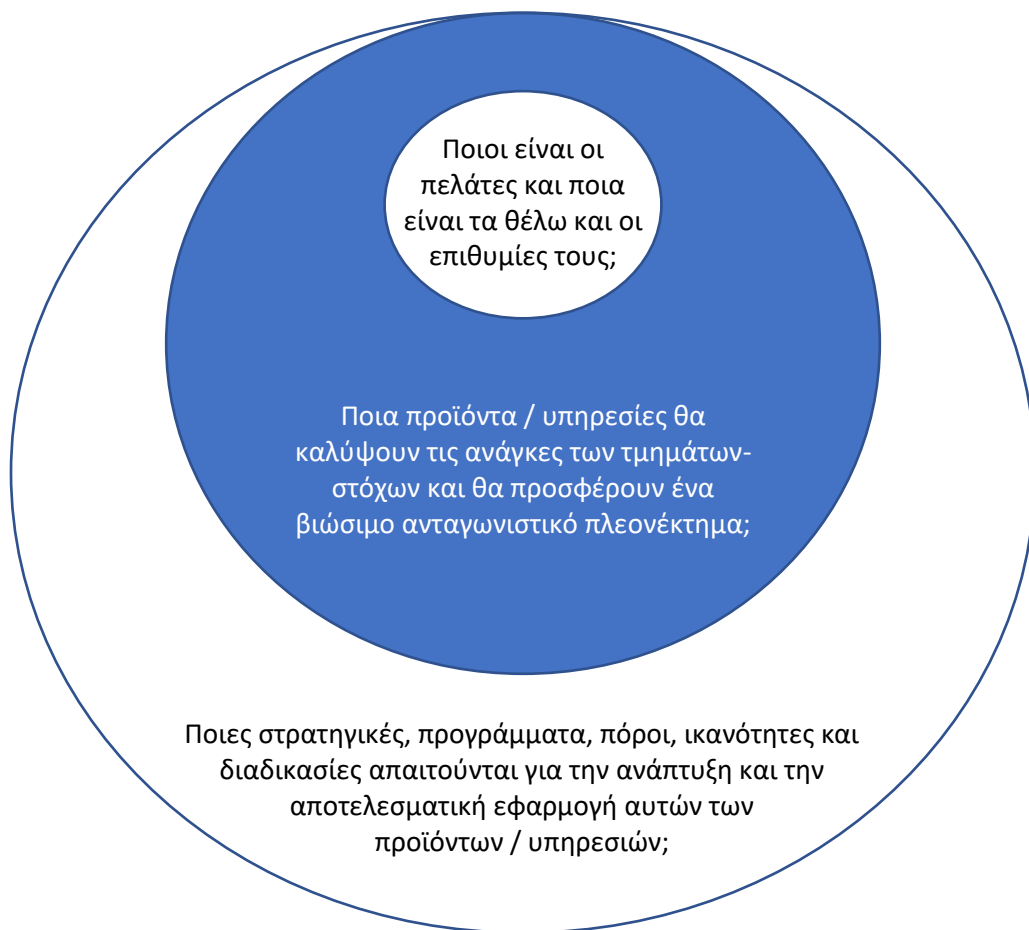 Ποιοι είναι οι
πελάτες και ποια
είναι τα θέλω και οι
επιθυμίες τους;
Ποια προϊόντα / υπηρεσίες θα
καλύψουν τις ανάγκες των τμημάτων-
στόχων και θα προσφέρουν ένα
βιώσιμο ανταγωνιστικό πλεονέκτημα;
Ποιες στρατηγικές, προγράμματα, πόροι, ικανότητες και
διαδικασίες απαιτούνται για την ανάπτυξη και την
αποτελεσματική εφαρμογή αυτών των
προϊόντων / υπηρεσιών;